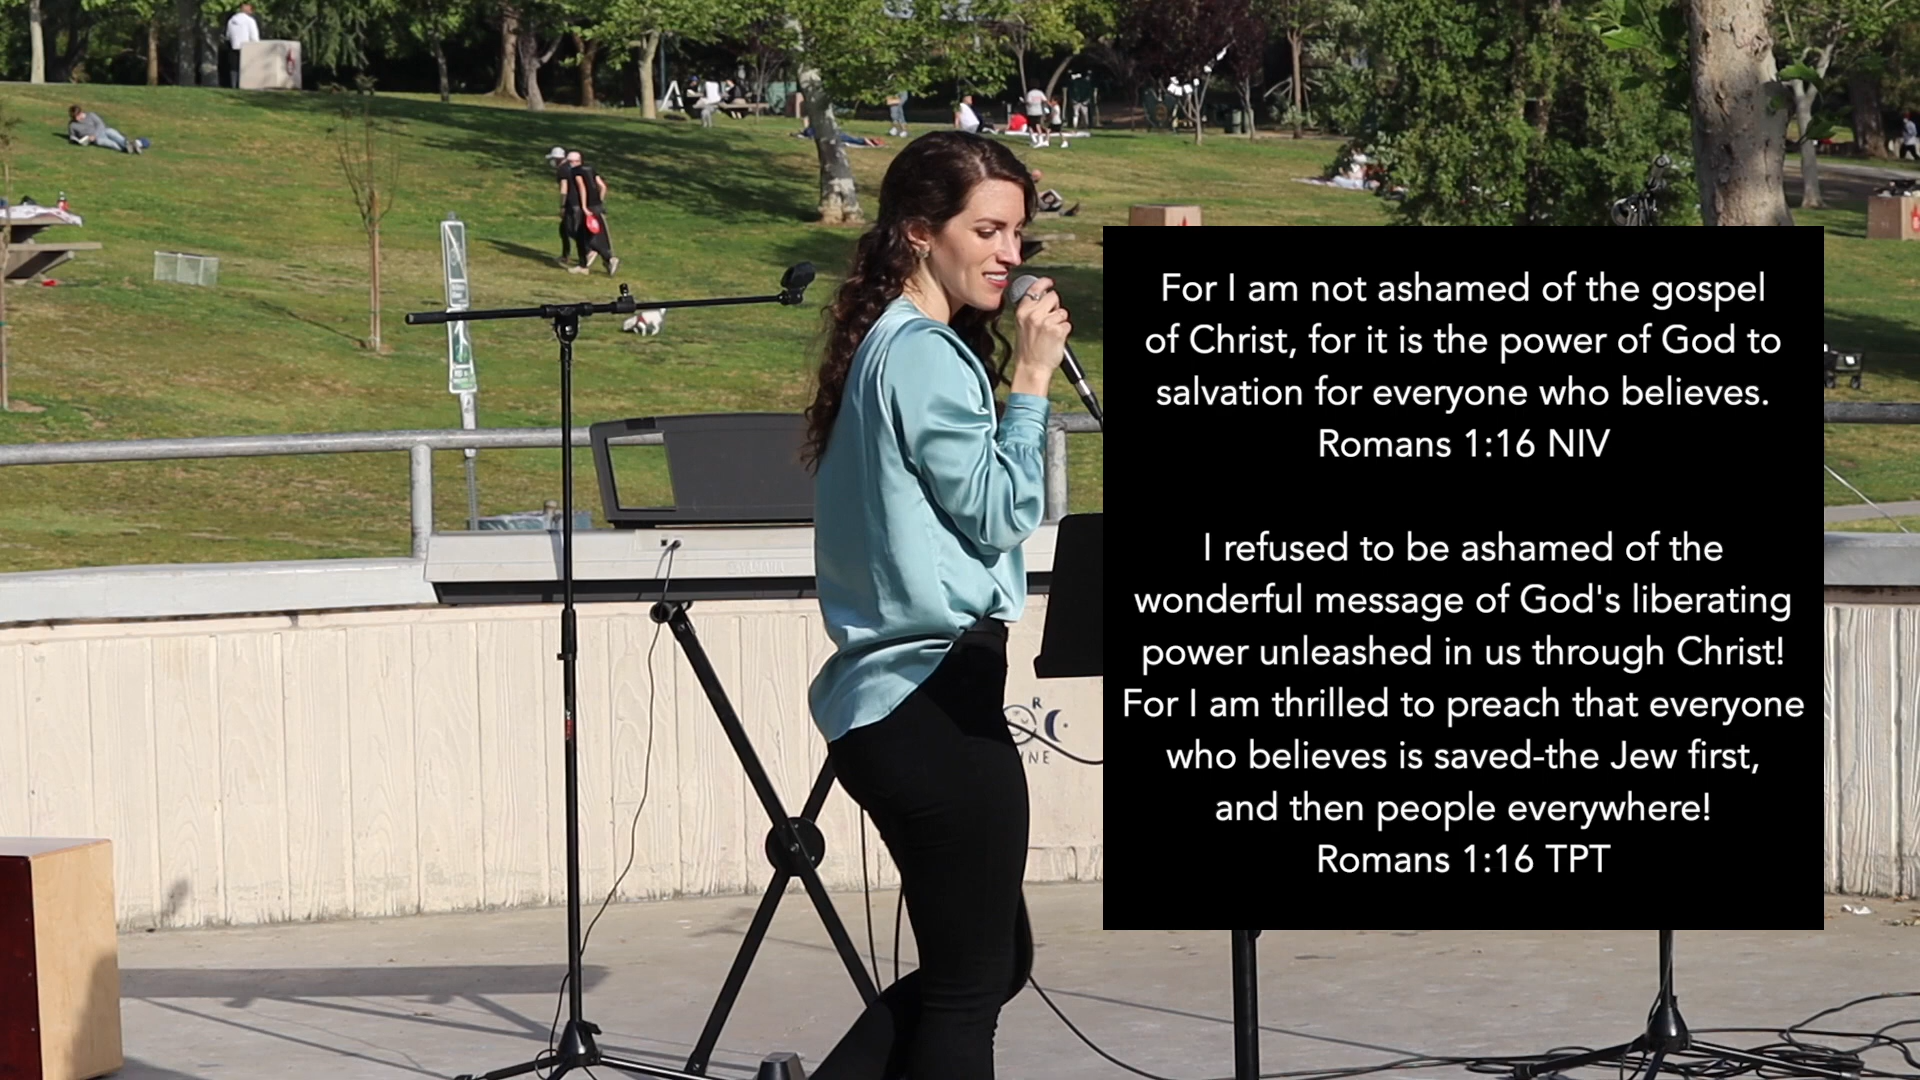 For I am not ashamed of the gospel
of Christ, for it is the power of God to
salvation for everyone who believes.
Romans 1:16 NIV
I refused to be ashamed of the
wonderful message of God's liberating
power unleashed in us through Christ!
For I am thrilled to preach that everyone
who believes is saved-the Jew first,
and then people everywhere!
Romans 1:16 TPT
YAMAHA